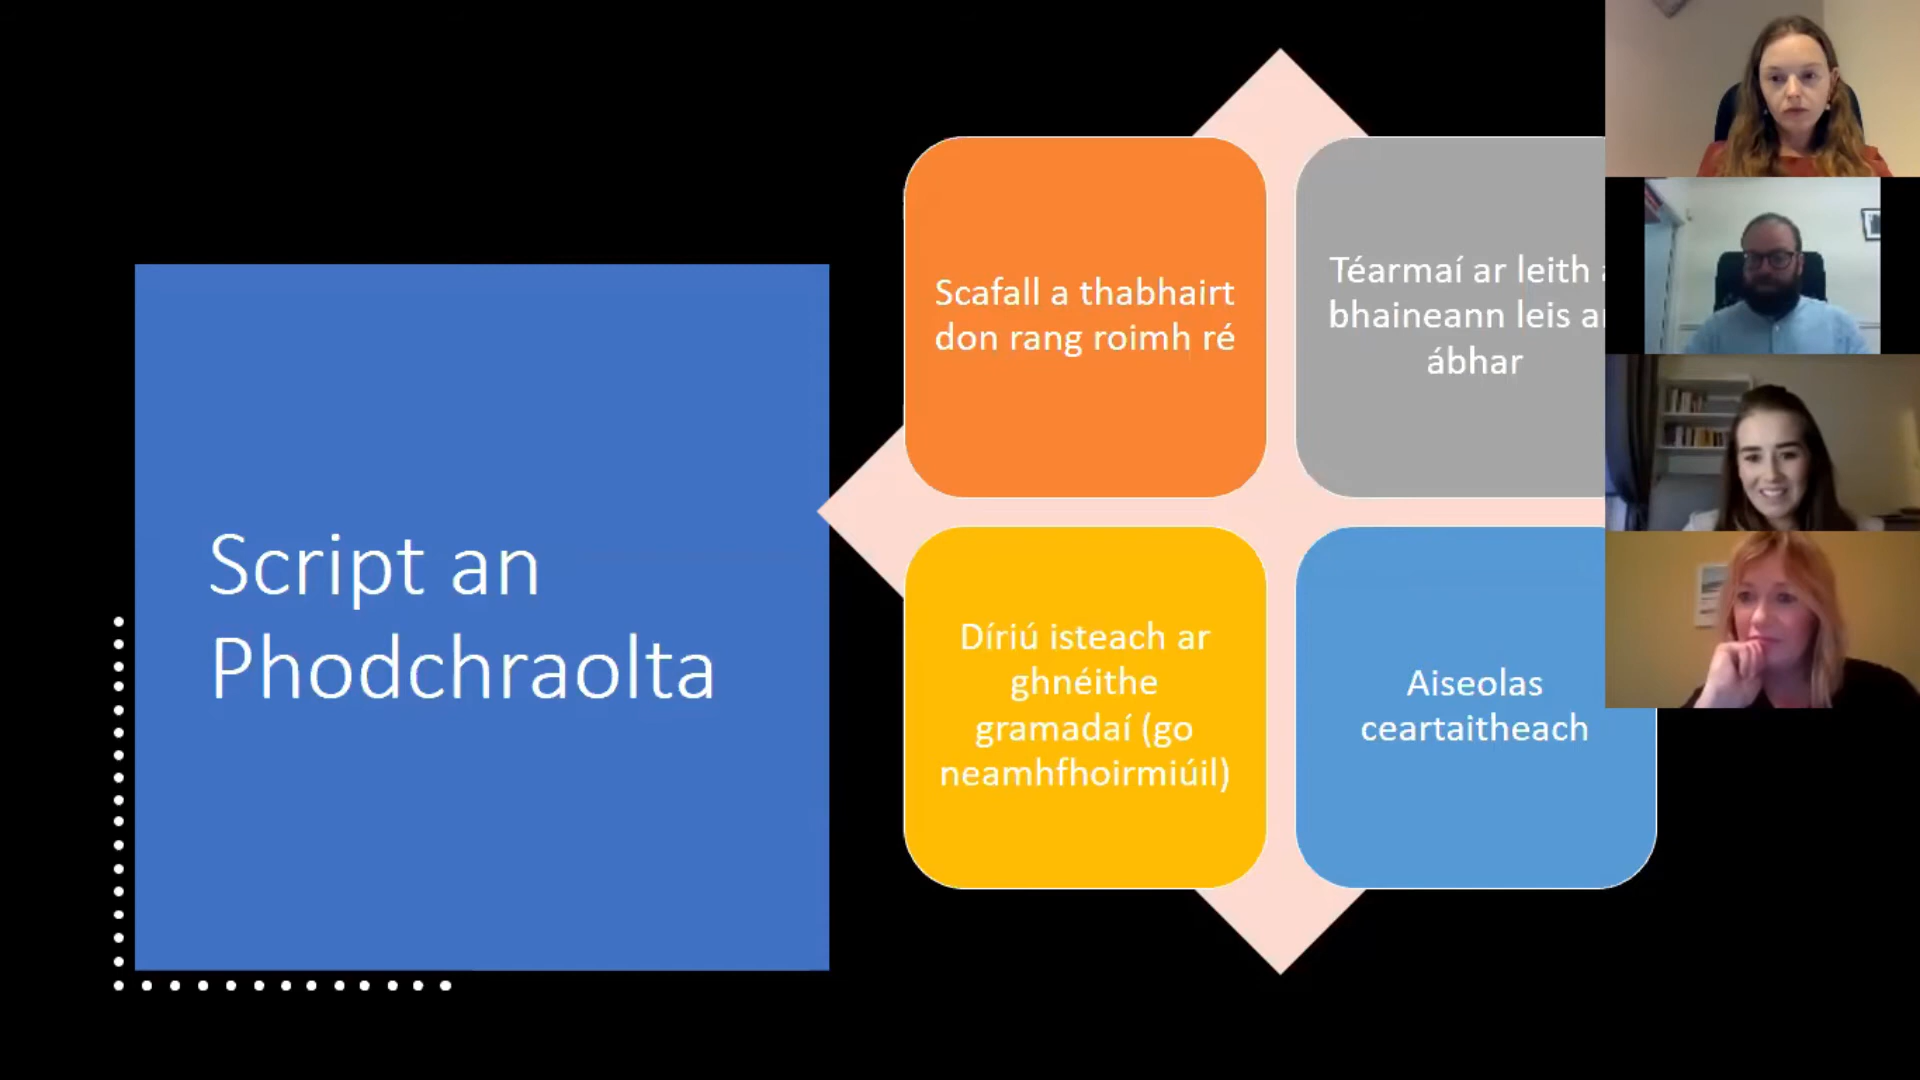 Script an
Phodchraolta
Scafall a thabhairt
don rang roimh ré
Téarmaí ar leith
bhaineann leis
ábhar
Díriú isteach ar
ghnéithe
gramadaí (go
neamhfhoirmiúil)
Aiseolas
ceartaitheach